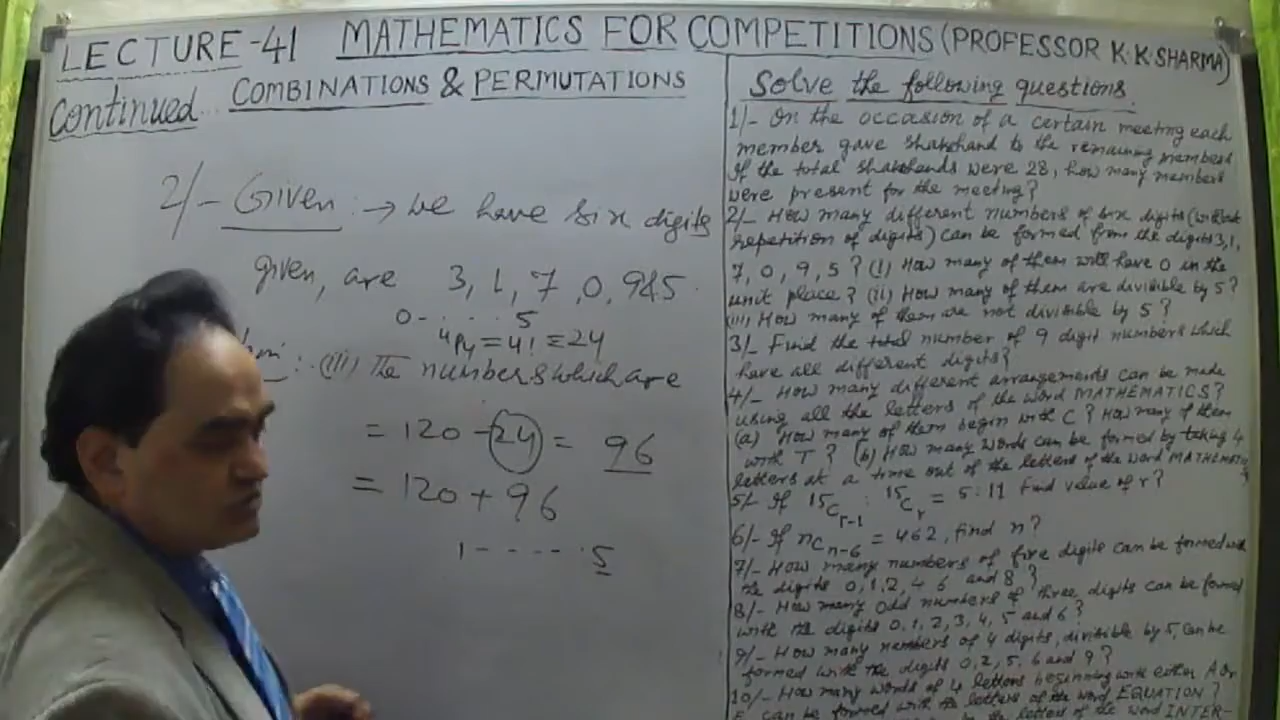 LECTURE-41 MATHEMATICS FOR COMPETITIONS (PROFESSOR K.K.SHARMA)
Continued... COMBINATIONS & PERMUTATIONS
2/- Given :→ We have six digits
given, are 3, 1, 7, 0, 9&5.
0- . . . . 5
⁴P₄ = 4! = 24
: (iii) The numbers which are
= 120 - 24 = 96
= 120 + 96
1 - - - - . 5
Solve the following questions.
1/- On the occasion of a certain meeting each
member gave shakehand to the remaining members
If the total shakehands were 28, how many members
were present for the meeting?
2/- How many different numbers of six digits (without
repetition of digits) can be formed from the digits 3, 1,
7, 0, 9, 5? (i) How many of them will have 0 in the
unit place? (ii) How many of them are divisible by 5?
(iii) How many of them are not divisible by 5?
3/- Find the total number of 9 digit numbers which
have all different digits?
4/- How many different arrangements can be made
using all the letters of the word MATHEMATICS?
(a) How many of them begin with C? How many of them
with T? (b) How many words can be formed by taking 4
letters at a time out of the letters of the word
5/- If 15C r-1 : 15C r = 5:11 Find value of r?
6/- If nC n-6 = 462, find n?
7/- How many numbers of five digits can be formed with
the digits 0, 1, 2, 4 6 and 8?
8/- How many odd numbers of three digits can be formed
with the digits 0, 1, 2, 3, 4, 5 and 6?
9/- How many numbers of 4 digits, divisible by 5, can be
formed with the digits 0, 2, 5, 6 and 9?
10/- How many words of 4 letters beginning with either A or
E can be formed with the letters of the word EQUATION?
the letters of the word INTER-